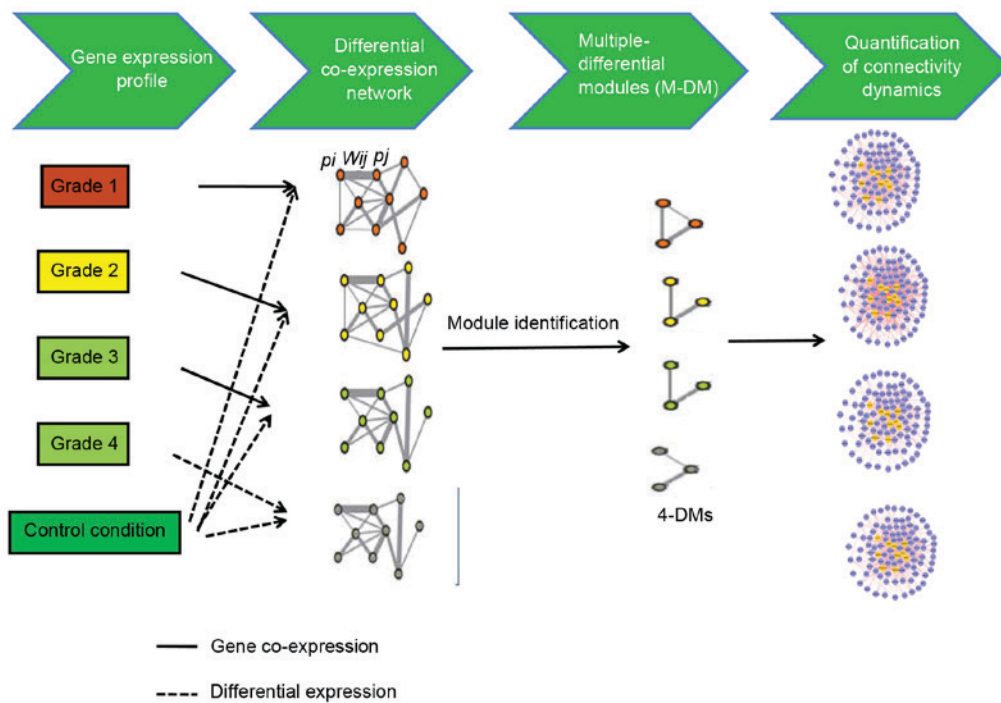 Gene expression
profile
Differential
co-expression
network
Multiple-
differential
modules (M-DM)
Quantification
of connectivity
dynamics
pi Wij pj
Grade 1
Grade 2
Grade 3
Grade 4
Control condition
Module identification
4-DMs
Gene co-expression
Differential expression